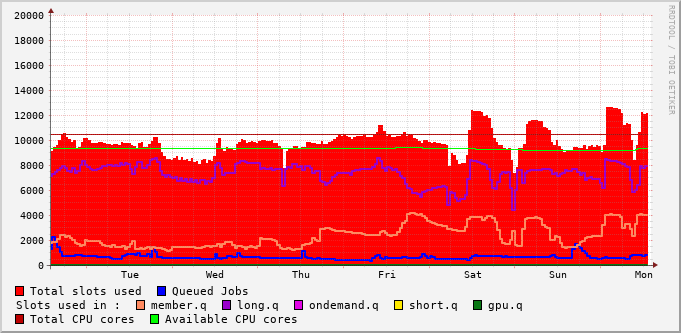 20000
18000
16000
14000
12000
10000
8000
6000
4000
2000
0
Tue Wed Thu Fri Sat Sun Mon
Total slots used Queued Jobs
Slots used in : member.q long.q ondemand.q short.q gpu.q
Total CPU cores Available CPU cores
RRDTOOL / TOBI OETIKER